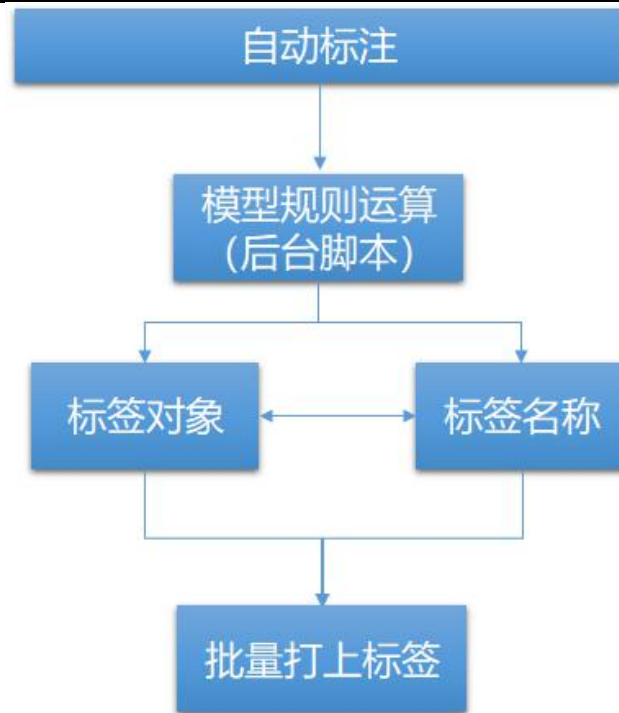 自动标注
模型规则运算
（后台脚本）
标签对象
标签名称
批量打上标签